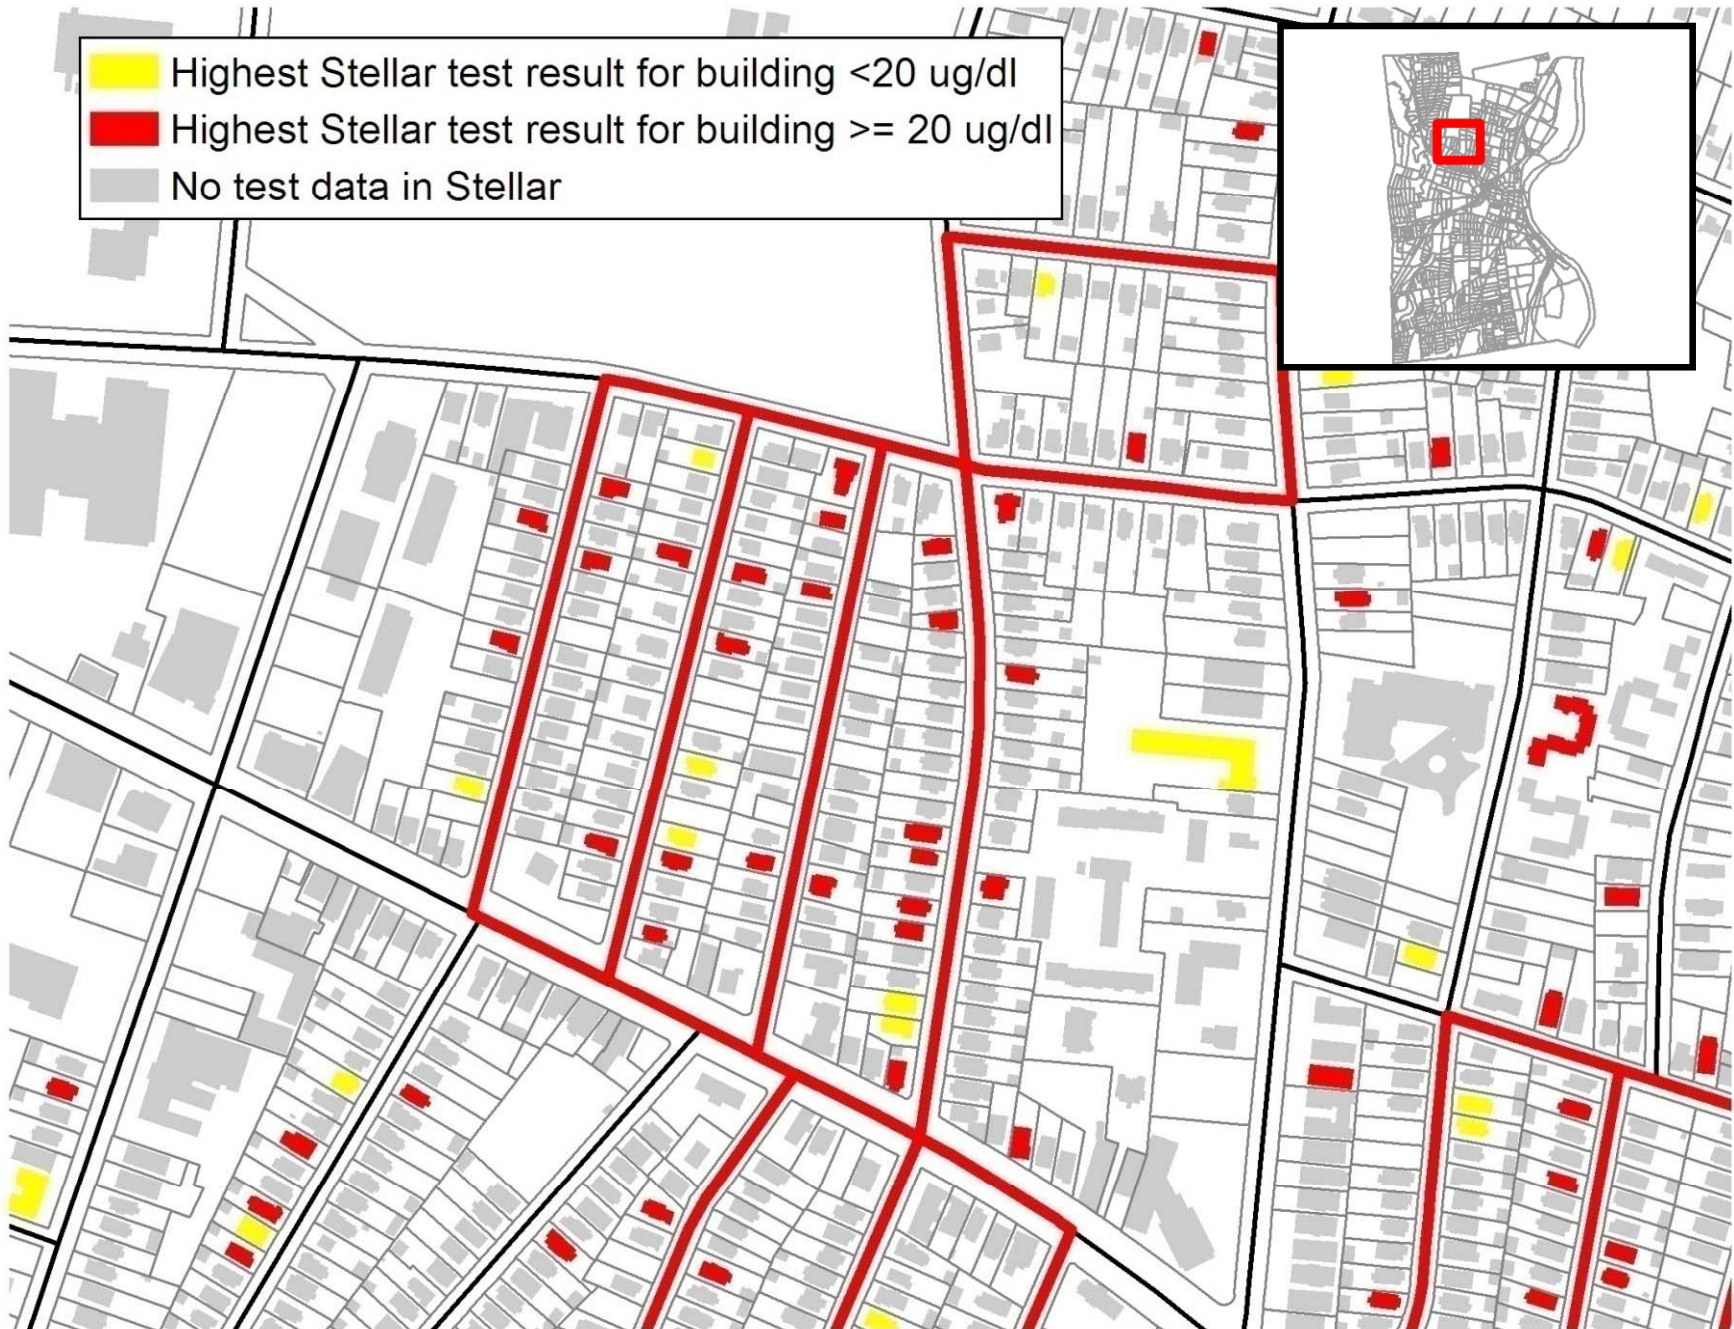 Highest Stellar test result for building <20 ug/dl
Highest Stellar test result for building >= 20 ug/dl
No test data in Stellar